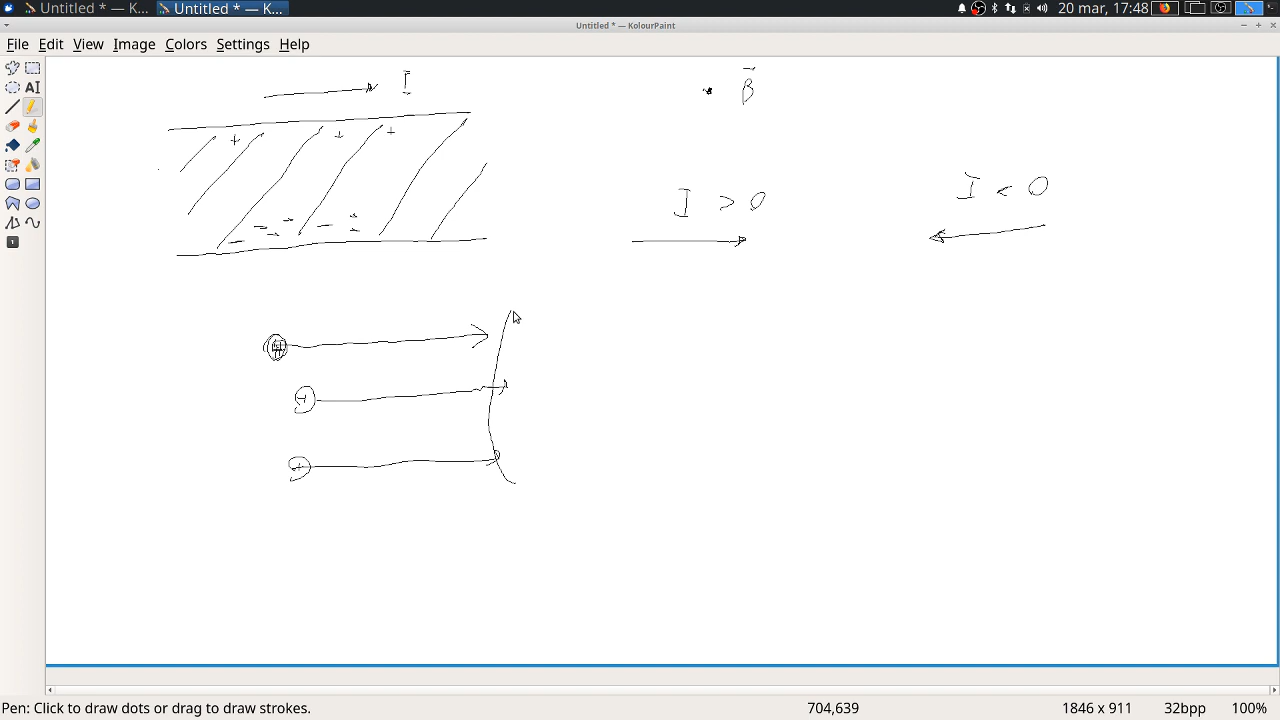 Untitled * — K...
Untitled * — K...
20 mar, 17:48
Untitled * — KolourPaint
File Edit View Image Colors Settings Help
I
B
+ + +
I > 0
I < 0
+
+
Pen: Click to draw dots or drag to draw strokes.
704,639
1846 x 911
32bpp
100%